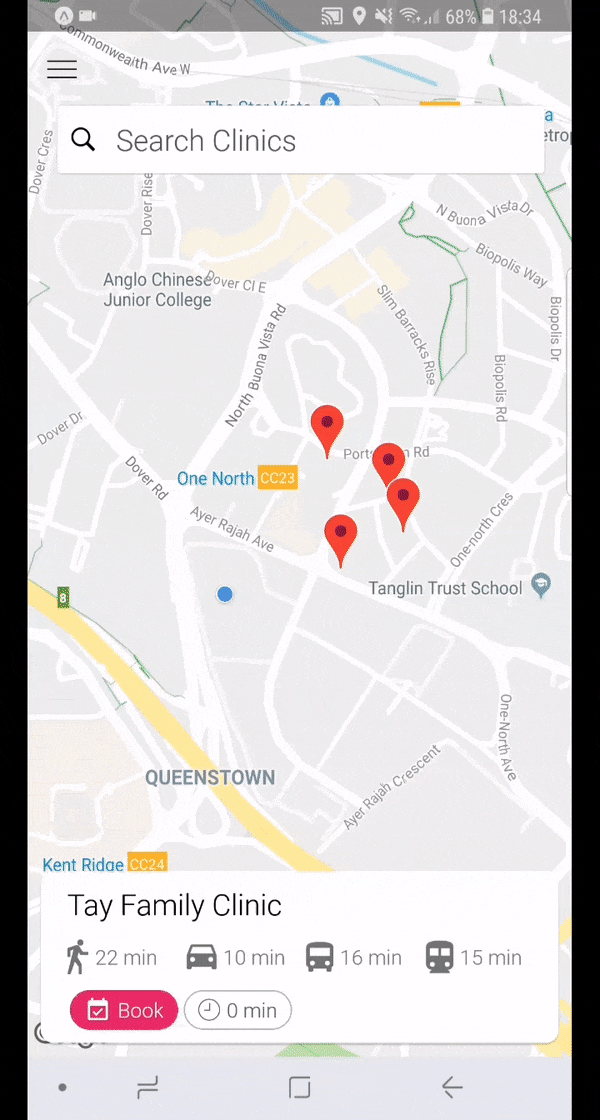 68% 18:34
Commonwealth Ave W
The Star Vista
Search Clinics
Dover Cres
Dover Rise
N Buona Vista Dr
Biopolis Way
Anglo Chinese
Junior College
Dover Cl E
Slim Barracks Rise
Biopolis Dr
North Buona Vista Rd
Biopolis Rd
Dover Dr
Dover Rd
One North CC23
Ayer Rajah Ave
One-north Cres
8
Tanglin Trust School
One-North Ave
QUEENSTOWN
Ayer Rajah Crescent
Kent Ridge CC24
Tay Family Clinic
22 min 10 min 16 min 15 min
Book 0 min